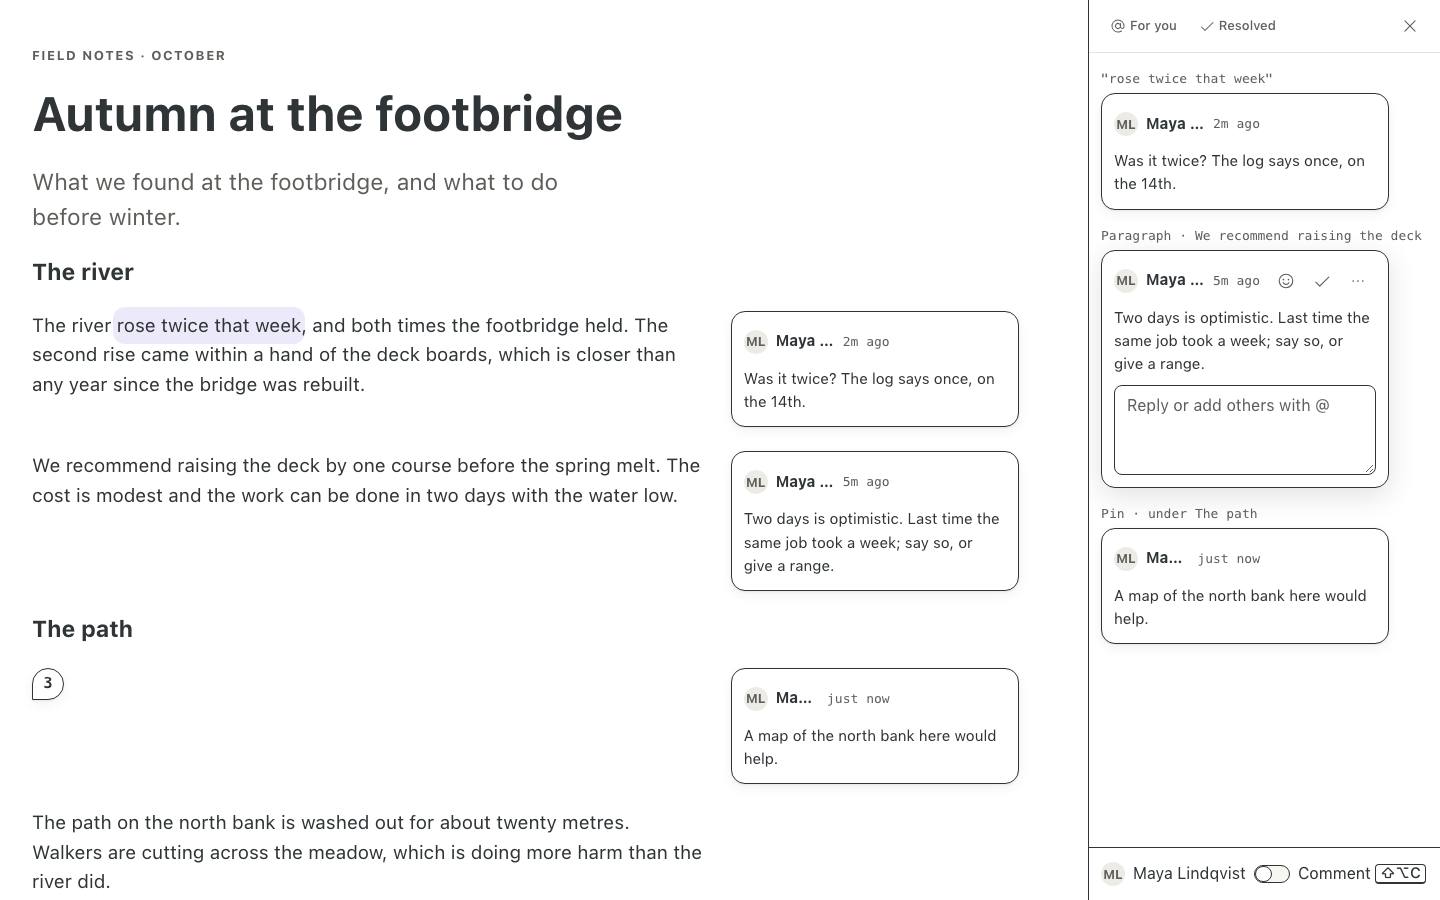 FIELD NOTES · OCTOBER
Autumn at the footbridge
What we found at the footbridge, and what to do
before winter.
The river
The river rose twice that week, and both times the footbridge held. The
second rise came within a hand of the deck boards, which is closer than
any year since the bridge was rebuilt.
ML Maya ... 2m ago
Was it twice? The log says once, on
the 14th.
We recommend raising the deck by one course before the spring melt. The
cost is modest and the work can be done in two days with the water low.
ML Maya ... 5m ago
Two days is optimistic. Last time the
same job took a week; say so, or
give a range.
The path
3
ML Ma... just now
A map of the north bank here would
help.
The path on the north bank is washed out for about twenty metres.
Walkers are cutting across the meadow, which is doing more harm than the
river did.
@ For you
Resolved
"rose twice that week"
ML Maya ... 2m ago
Was it twice? The log says once, on
the 14th.
Paragraph · We recommend raising the deck
ML Maya ... 5m ago
Two days is optimistic. Last time the
same job took a week; say so, or
give a range.
Reply or add others with @
Pin · under The path
ML Ma... just now
A map of the north bank here would
help.
ML Maya Lindqvist Comment ⇧⌥C